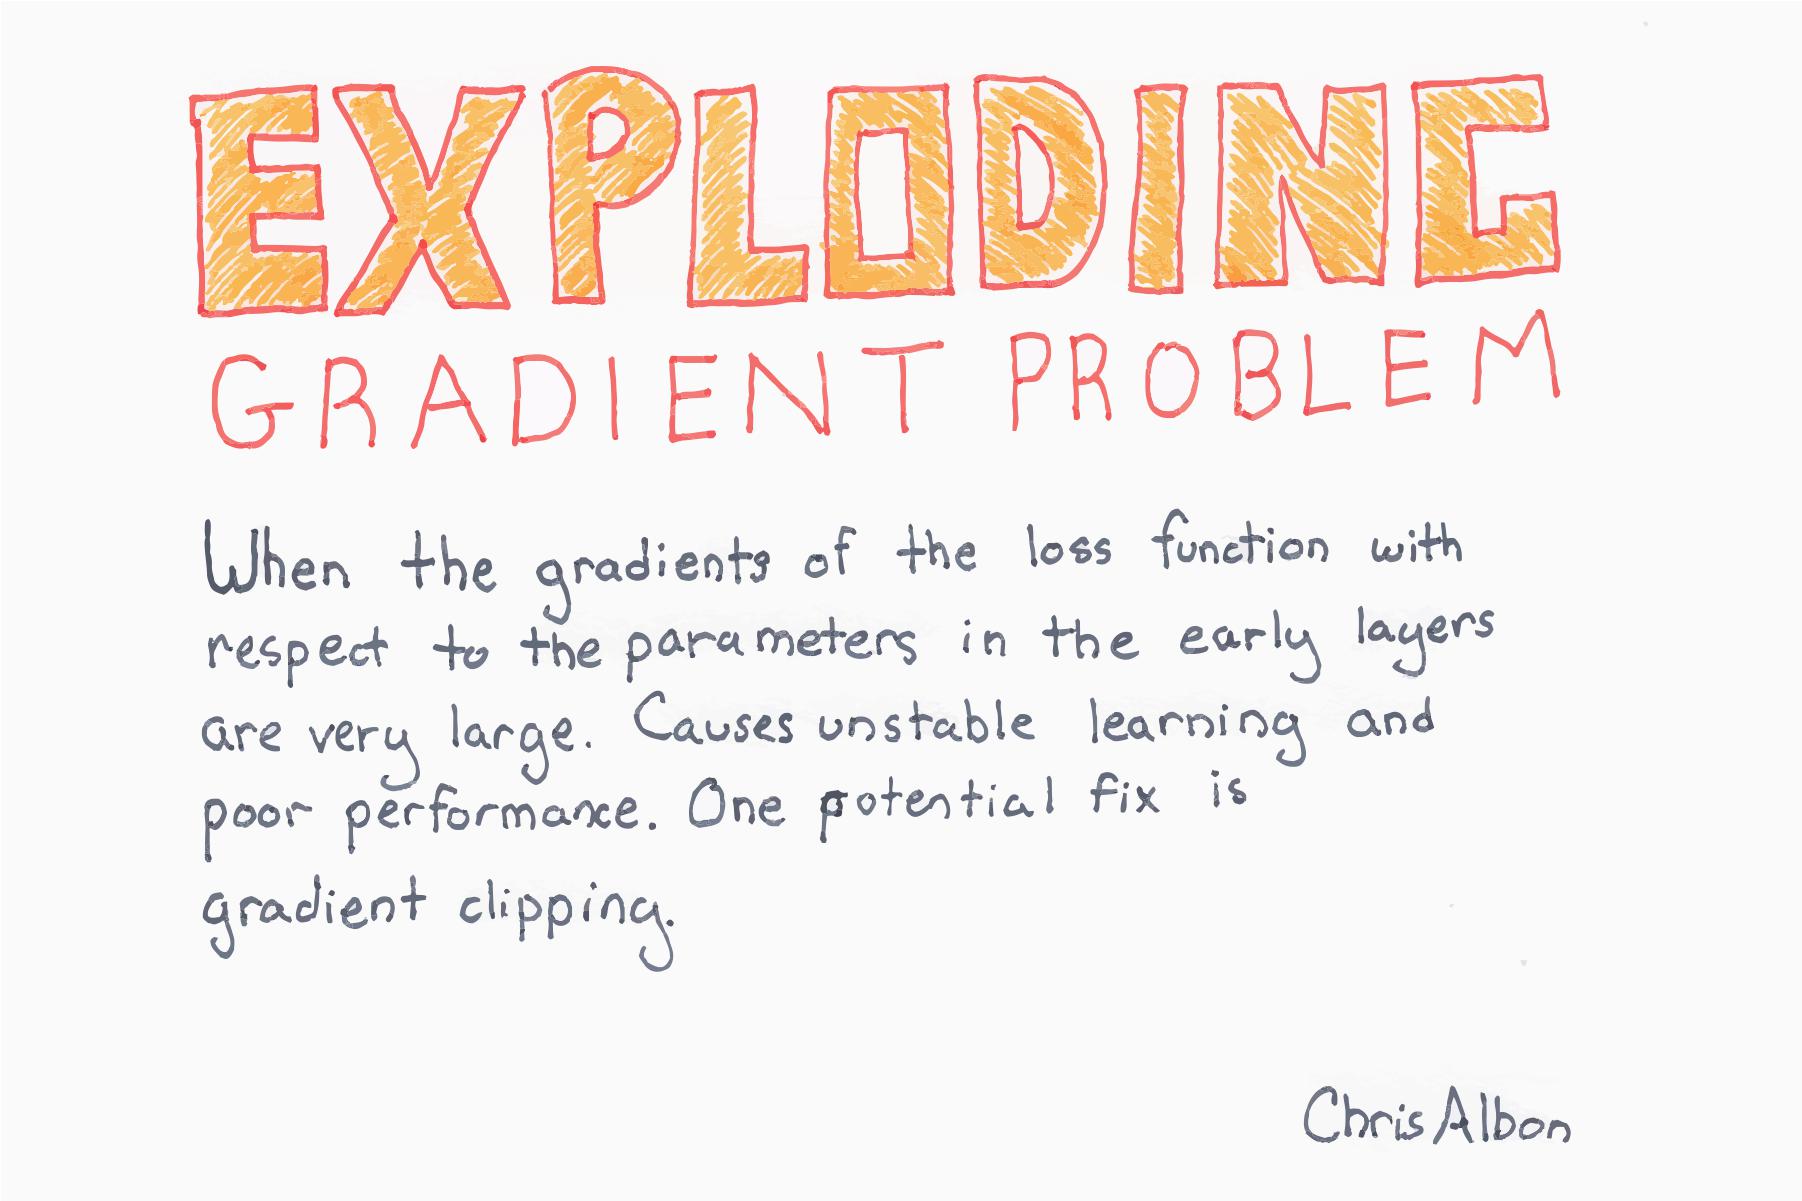 EXPLODING
GRADIENT PROBLEM
When the gradients of the loss function with
respect to the parameters in the early layers
are very large. Causes unstable learning and
poor performance. One potential fix is
gradient clipping.
Chris Albon